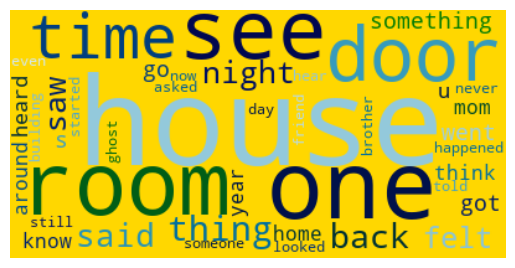 time
see
something
door
even
go
now
night
hear
asked
saw
u
never
mom
day
house
around
heard
building
started
s
ghost
friend
brother
went
happened
room
one
think
told
year
got
still
know
said
thing
someone
home
looked
back
felt